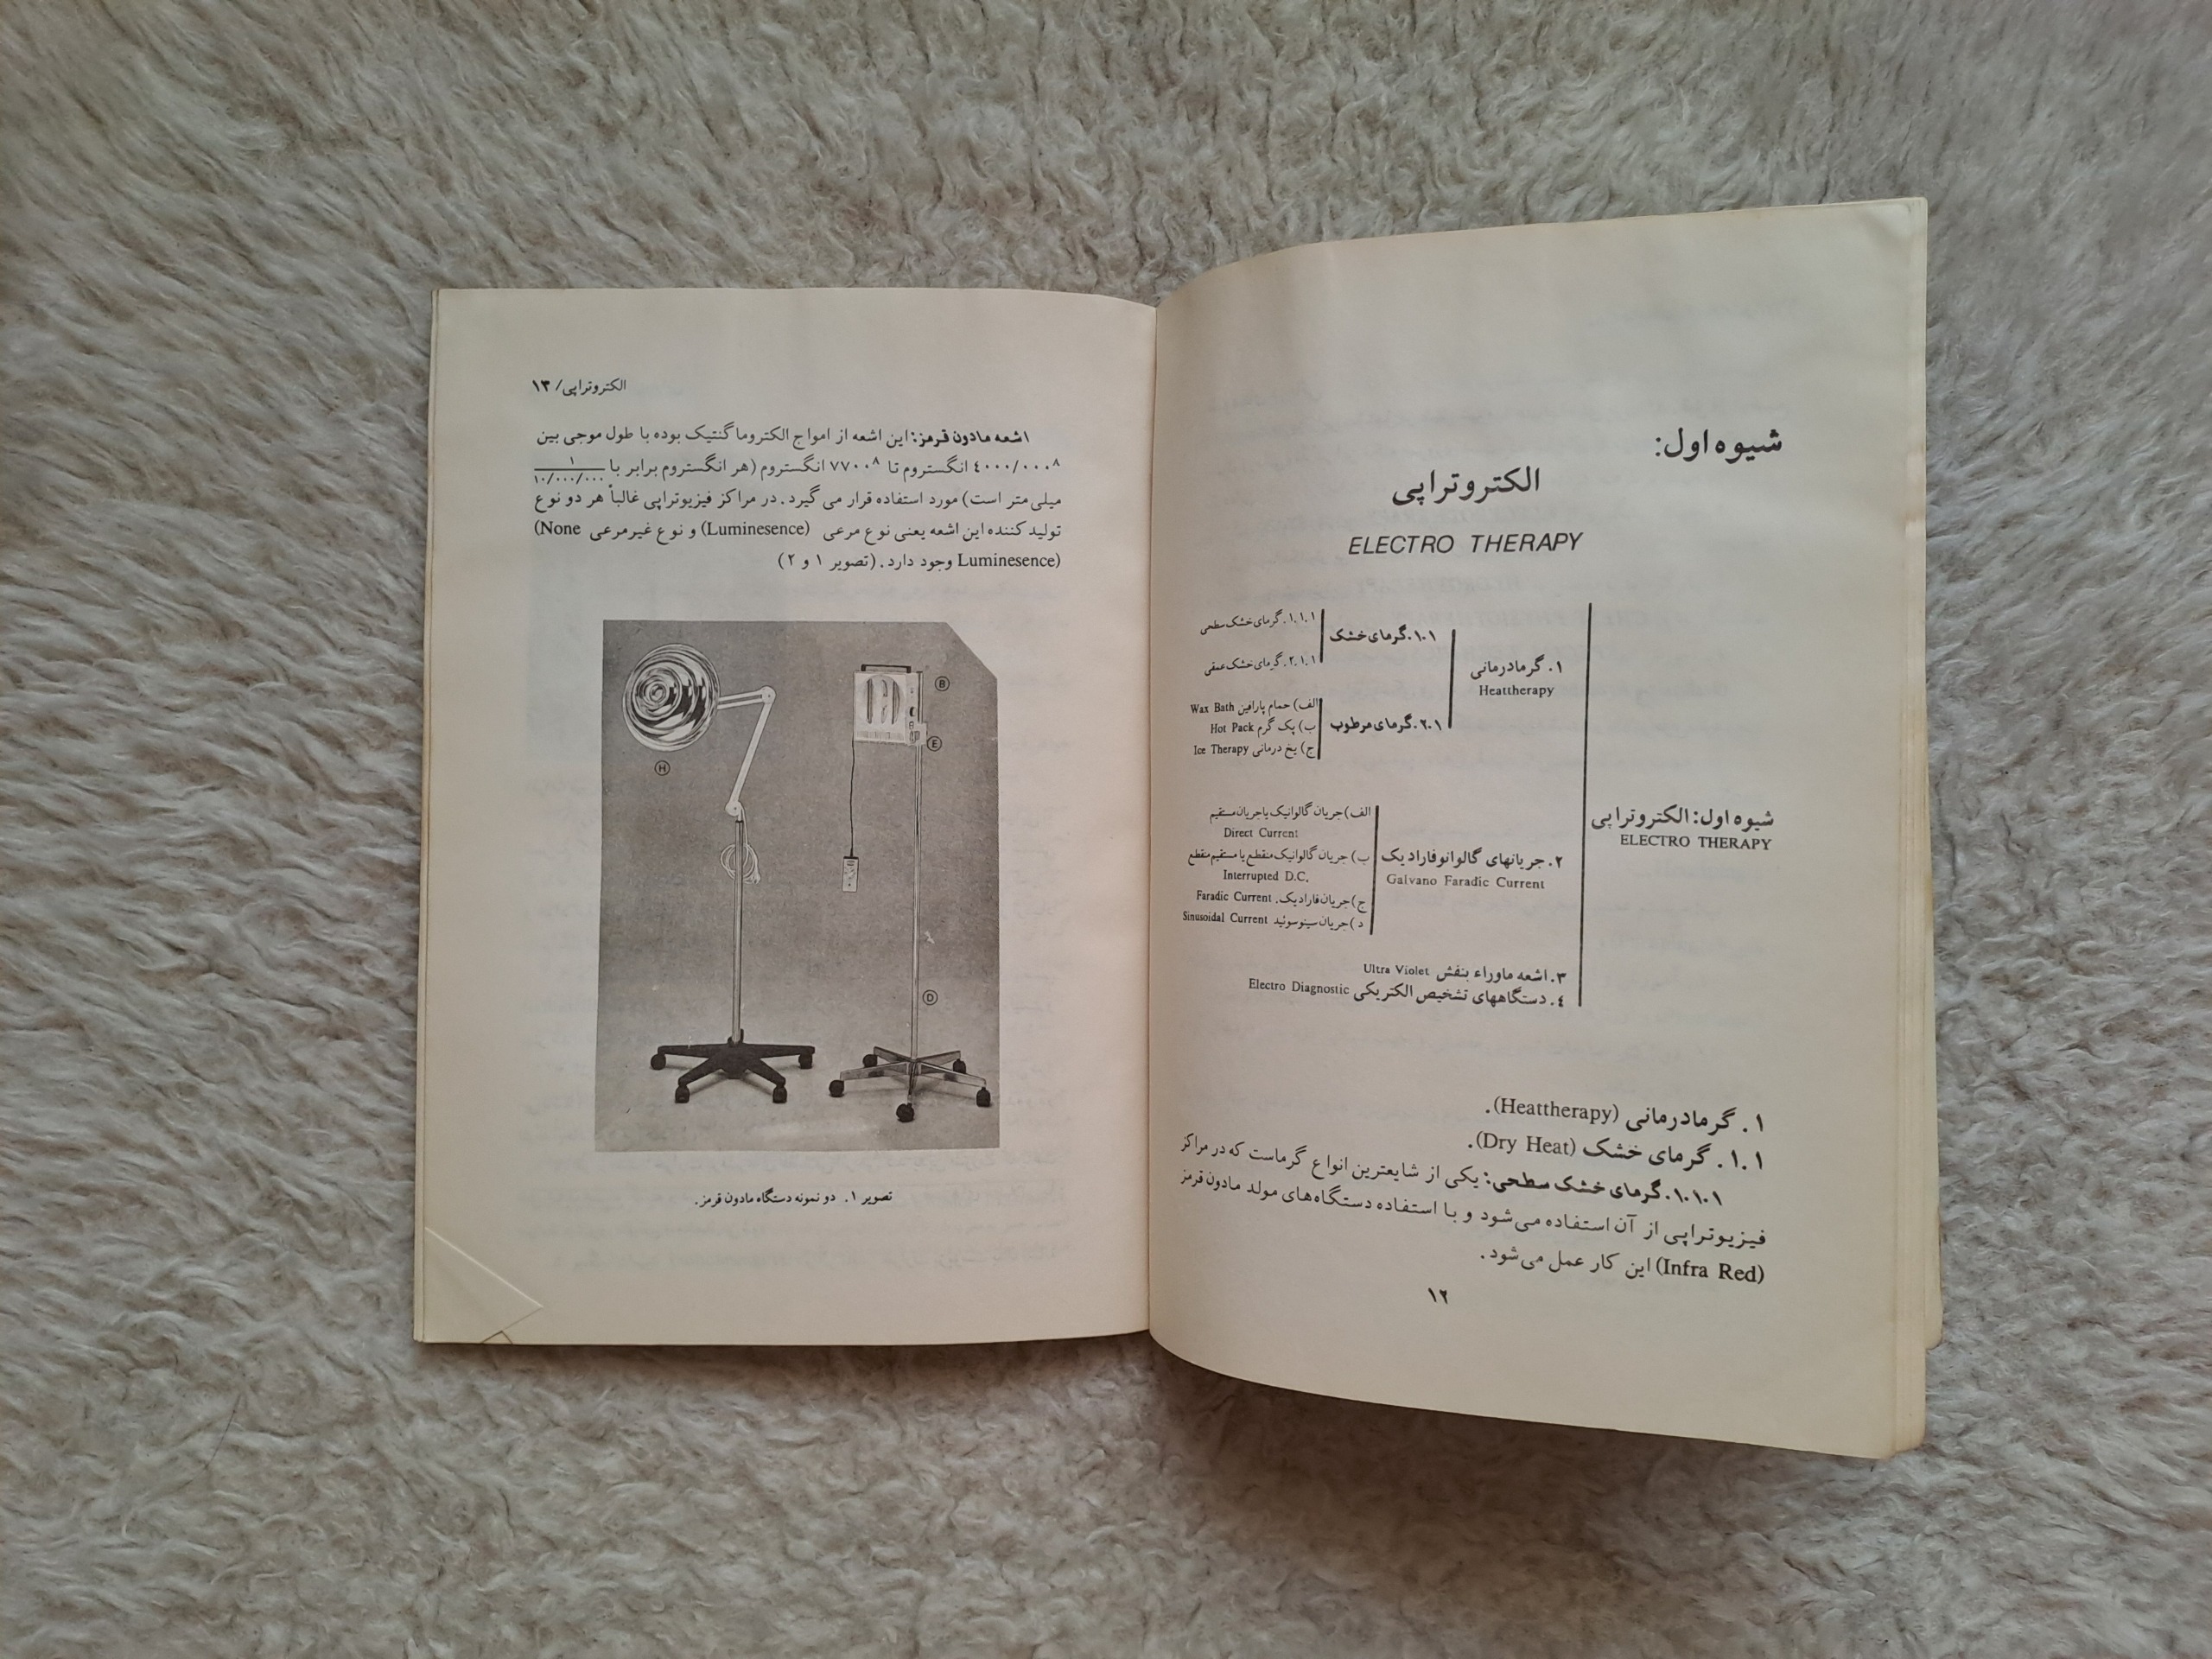 شیوه اول:
الکتروتراپی
ELECTRO THERAPY
شیوه اول: الکتروتراپی
ELECTRO THERAPY
۱. گرمادرمانی
Heattherapy
۱.۱. گرمای خشک
۱.۱.۱. گرمای خشک سطحی
۲.۱.۱. گرمای خشک عمقی
۲.۱. گرمای مرطوب
الف) حمام پارافین Wax Bath
ب) پک گرم Hot Pack
ج) یخ درمانی Ice Therapy
۲. جریانهای گالوانوفارادیک
Galvano Faradic Current
الف) جریان گالوانیک یا جریان مستقیم
Direct Current
ب) جریان گالوانیک منقطع یا مستقیم منقطع
Interrupted D.C.
ج) جریان فارادیک. Faradic Current
د) جریان سینوسوئید Sinusoidal Current
۳. اشعه ماوراء بنفش Ultra Violet
۴. دستگاههای تشخیص الکتریکی Electro Diagnostic
۱. گرمادرمانی (Heattherapy).
۱.۱. گرمای خشک (Dry Heat).
۱.۱.۱. گرمای خشک سطحی: یکی از شایعترین انواع گرماست که در مراکز
فیزیوتراپی از آن استفاده می‌شود و با استفاده دستگاه‌های مولد مادون قرمز
(Infra Red) این کار عمل می‌شود.
۱۲
الکتروتراپی/ ۱۳
اشعه مادون قرمز: این اشعه از امواج الکتروماگنتیک بوده با طول موجی بین
۴۰۰۰/۰۰۰A انگستروم تا ۷۷۰۰A انگستروم (هر انگستروم برابر با ۱
۱۰/۰۰۰/۰۰۰
میلی متر است) مورد استفاده قرار می گیرد. در مراکز فیزیوتراپی غالباً هر دو نوع
تولید کننده این اشعه یعنی نوع مرعی (Luminesence) و نوع غیرمرعی (None
Luminesence) وجود دارد. (تصویر ۱ و ۲)
B
E
H
D
تصویر ۱. دو نمونه دستگاه مادون قرمز.